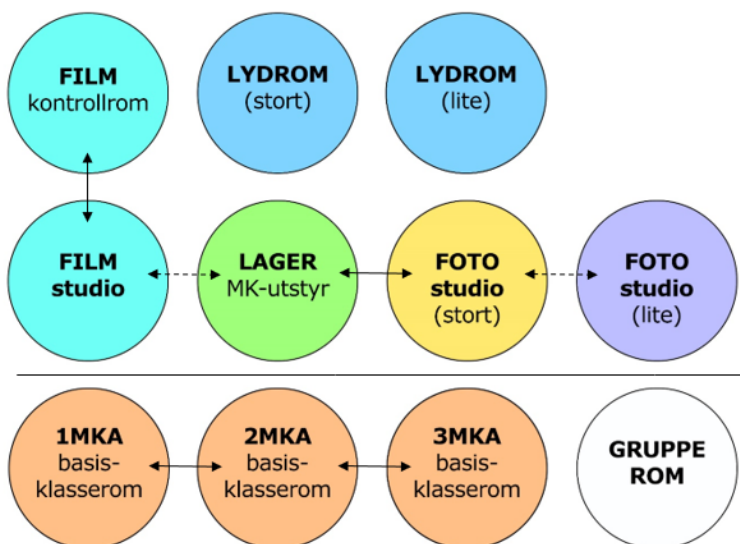 FILM
kontrollrom
LYDROM
(stort)
LYDROM
(lite)
FILM
studio
LAGER
MK-utstyr
FOTO
studio
(stort)
FOTO
studio
(lite)
1MKA
basis-
klasserom
2MKA
basis-
klasserom
3MKA
basis-
klasserom
GRUPPE
ROM